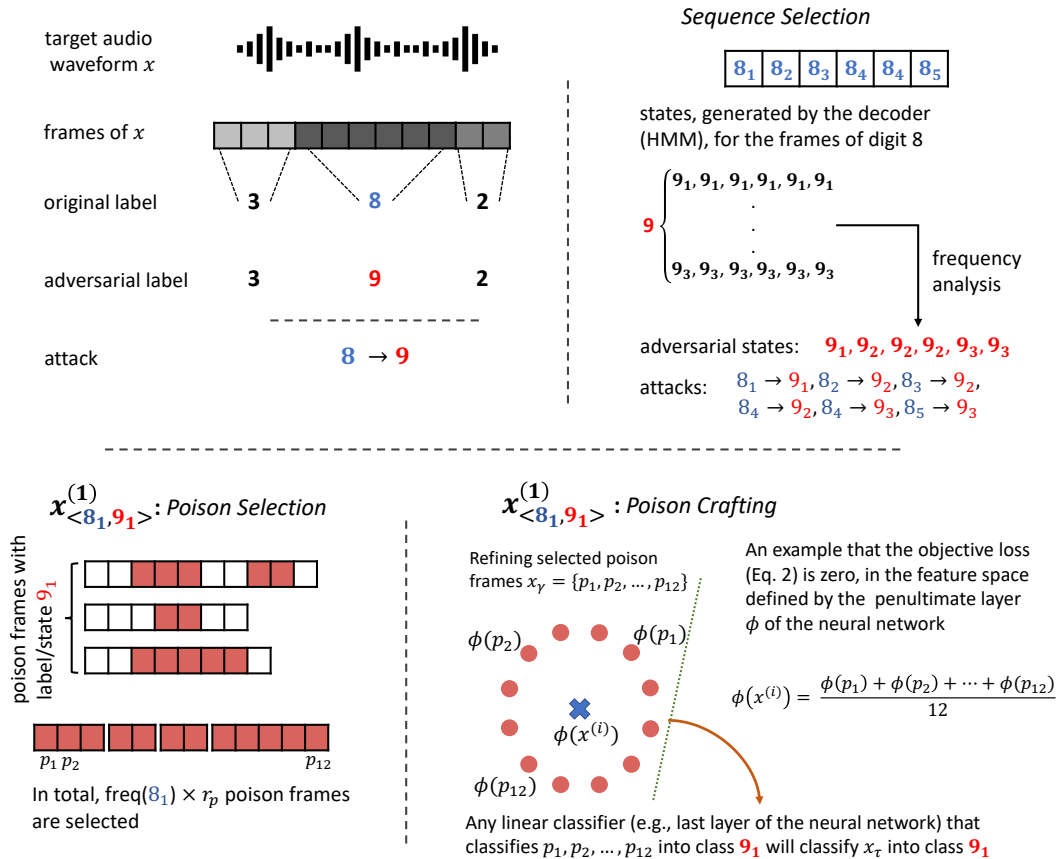 target audio
waveform x
frames of x
original label
3
8
2
adversarial label
3
9
2
attack
8 → 9
Sequence Selection
8₁ 8₂ 8₃ 8₄ 8₄ 8₅
states, generated by the decoder
(HMM), for the frames of digit 8
9₁, 9₁, 9₁, 9₁, 9₁, 9₁
.
.
.
9
9₃, 9₃, 9₃, 9₃, 9₃, 9₃
frequency
analysis
adversarial states: 9₁, 9₂, 9₂, 9₂, 9₃, 9₃
attacks: 8₁ → 9₁, 8₂ → 9₂, 8₃ → 9₂,
8₄ → 9₂, 8₄ → 9₃, 8₅ → 9₃
x^(1)_<8₁,9₁> : Poison Selection
poison frames with
label/state 9₁
p₁ p₂ p₁₂
In total, freq(8₁) × r_p poison frames
are selected
x^(1)_<8₁,9₁> : Poison Crafting
Refining selected poison
frames x_γ = {p₁, p₂, … , p₁₂}
ϕ(p₂)
ϕ(p₁)
ϕ(x^(i))
ϕ(p₁₂)
An example that the objective loss
(Eq. 2) is zero, in the feature space
defined by the penultimate layer
ϕ of the neural network
ϕ(x^(i)) = ϕ(p₁) + ϕ(p₂) + ⋯ + ϕ(p₁₂)
12
Any linear classifier (e.g., last layer of the neural network) that
classifies p₁, p₂, … , p₁₂ into class 9₁ will classify x_τ into class 9₁